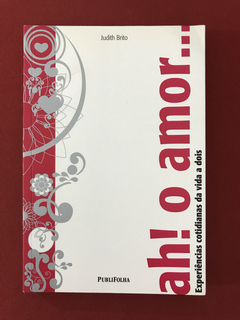 Judith Brito
ah! o amor...
Experiências cotidianas da vida a dois
PUBLIFOLHA